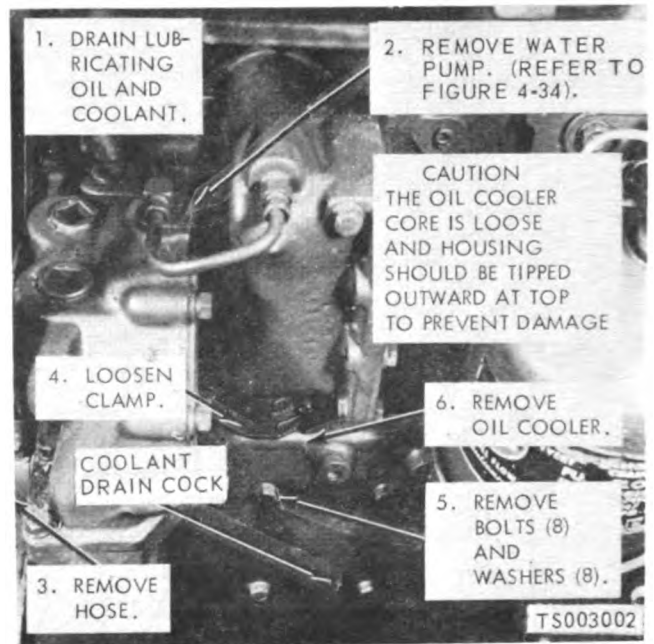 1. DRAIN LUB-
RICATING
OIL AND
COOLANT.
2. REMOVE WATER
PUMP. (REFER TO
FIGURE 4-34).
CAUTION
THE OIL COOLER
CORE IS LOOSE
AND HOUSING
SHOULD BE TIPPED
OUTWARD AT TOP
TO PREVENT DAMAGE
4. LOOSEN
CLAMP.
6. REMOVE
OIL COOLER.
COOLANT
DRAIN COCK
5. REMOVE
BOLTS (8)
AND
WASHERS (8).
3. REMOVE
HOSE.
TS003002